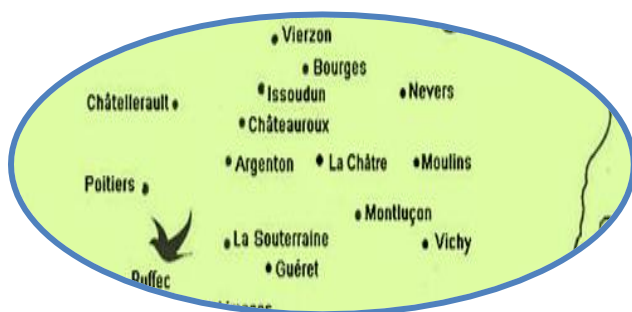 Vierzon
Bourges
Issoudun
Nevers
Châtellerault
Châteauroux
Argenton
La Châtre
Moulins
Poitiers
Montluçon
La Souterraine
Vichy
Guéret
Ruffec